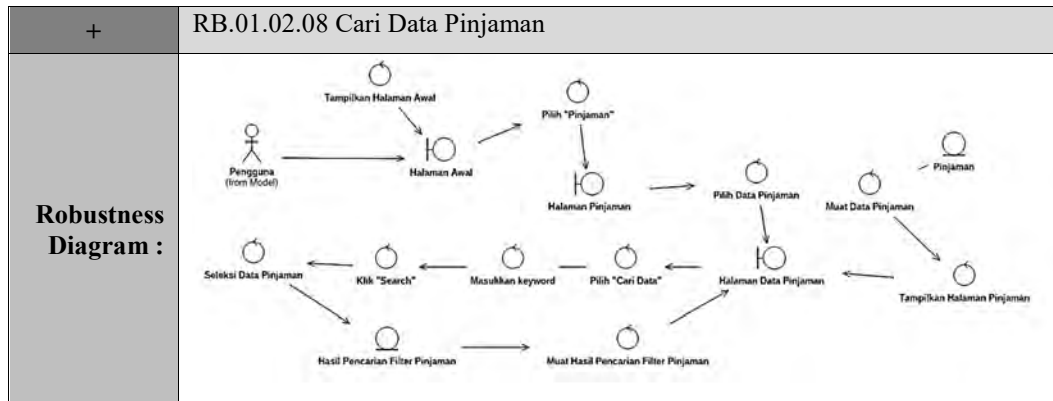 +
RB.01.02.08 Cari Data Pinjaman
Robustness
Diagram :
Tampilkan Halaman Awal
Pilih "Pinjaman"
Pengguna
(from Model)
Halaman Awal
Pinjaman
Halaman Pinjaman
Pilih Data Pinjaman
Muat Data Pinjaman
Seleksi Data Pinjaman
Klik "Search"
Masukkan keyword
Pilih "Cari Data"
Halaman Data Pinjaman
Tampilkan Halaman Pinjaman
Hasil Pencarian Filter Pinjaman
Muat Hasil Pencarian Filter Pinjaman